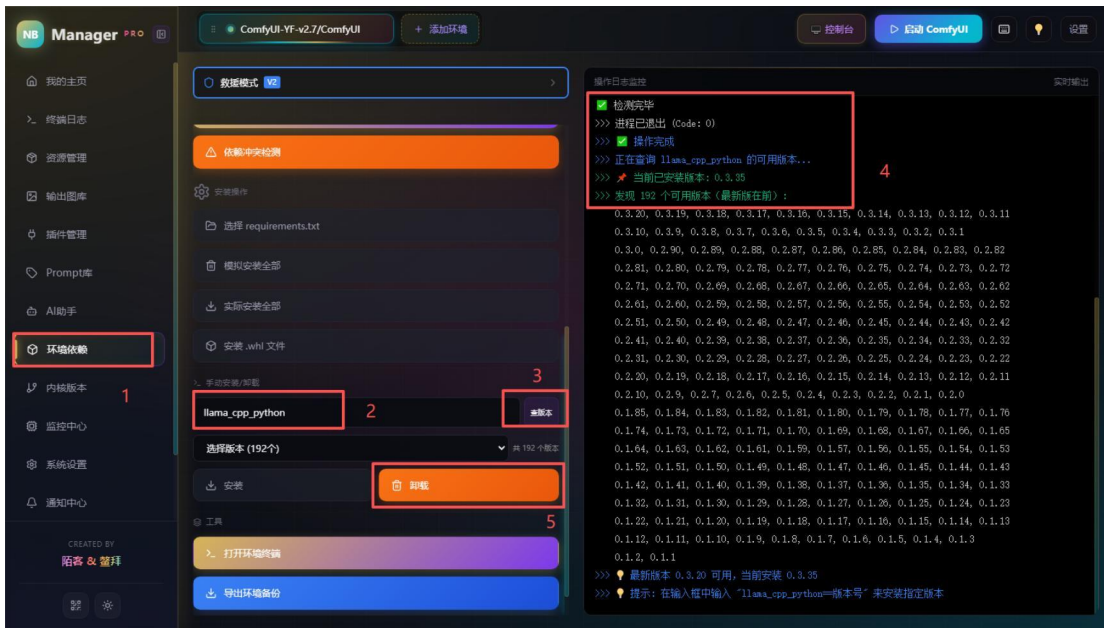 NB Manager PRO
ComfyUI-YF-v2.7/ComfyUI
+ 添加环境
控制台
启动 ComfyUI
设置
我的主页
终端日志
资源管理
输出图库
插件管理
Prompt库
AI助手
环境依赖
1
内核版本
监控中心
系统设置
通知中心
CREATED BY
陌客 & 鳌拜
救援模式 V2
依赖冲突检测
安装操作
选择 requirements.txt
模拟安装全部
实际安装全部
安装 .whl 文件
手动安装/卸载
3
llama_cpp_python
2
查版本
选择版本 (192个)
共 192 个版本
安装
卸载
工具
5
打开环境终端
导出环境备份
操作日志监控
实时输出
✅ 检测完毕
>>> 进程已退出 (Code: 0)
>>> ✅ 操作完成
>>> 正在查询 llama_cpp_python 的可用版本...
>>> 📌 当前已安装版本: 0.3.35
4
>>> 发现 192 个可用版本（最新版在前）:
0.3.20, 0.3.19, 0.3.18, 0.3.17, 0.3.16, 0.3.15, 0.3.14, 0.3.13, 0.3.12, 0.3.11
0.3.10, 0.3.9, 0.3.8, 0.3.7, 0.3.6, 0.3.5, 0.3.4, 0.3.3, 0.3.2, 0.3.1
0.3.0, 0.2.90, 0.2.89, 0.2.88, 0.2.87, 0.2.86, 0.2.85, 0.2.84, 0.2.83, 0.2.82
0.2.81, 0.2.80, 0.2.79, 0.2.78, 0.2.77, 0.2.76, 0.2.75, 0.2.74, 0.2.73, 0.2.72
0.2.71, 0.2.70, 0.2.69, 0.2.68, 0.2.67, 0.2.66, 0.2.65, 0.2.64, 0.2.63, 0.2.62
0.2.61, 0.2.60, 0.2.59, 0.2.58, 0.2.57, 0.2.56, 0.2.55, 0.2.54, 0.2.53, 0.2.52
0.2.51, 0.2.50, 0.2.49, 0.2.48, 0.2.47, 0.2.46, 0.2.45, 0.2.44, 0.2.43, 0.2.42
0.2.41, 0.2.40, 0.2.39, 0.2.38, 0.2.37, 0.2.36, 0.2.35, 0.2.34, 0.2.33, 0.2.32
0.2.31, 0.2.30, 0.2.29, 0.2.28, 0.2.27, 0.2.26, 0.2.25, 0.2.24, 0.2.23, 0.2.22
0.2.20, 0.2.19, 0.2.18, 0.2.17, 0.2.16, 0.2.15, 0.2.14, 0.2.13, 0.2.12, 0.2.11
0.2.10, 0.2.9, 0.2.7, 0.2.6, 0.2.5, 0.2.4, 0.2.3, 0.2.2, 0.2.1, 0.2.0
0.1.85, 0.1.84, 0.1.83, 0.1.82, 0.1.81, 0.1.80, 0.1.79, 0.1.78, 0.1.77, 0.1.76
0.1.74, 0.1.73, 0.1.72, 0.1.71, 0.1.70, 0.1.69, 0.1.68, 0.1.67, 0.1.66, 0.1.65
0.1.64, 0.1.63, 0.1.62, 0.1.61, 0.1.59, 0.1.57, 0.1.56, 0.1.55, 0.1.54, 0.1.53
0.1.52, 0.1.51, 0.1.50, 0.1.49, 0.1.48, 0.1.47, 0.1.46, 0.1.45, 0.1.44, 0.1.43
0.1.42, 0.1.41, 0.1.40, 0.1.39, 0.1.38, 0.1.37, 0.1.36, 0.1.35, 0.1.34, 0.1.33
0.1.32, 0.1.31, 0.1.30, 0.1.29, 0.1.28, 0.1.27, 0.1.26, 0.1.25, 0.1.24, 0.1.23
0.1.22, 0.1.21, 0.1.20, 0.1.19, 0.1.18, 0.1.17, 0.1.16, 0.1.15, 0.1.14, 0.1.13
0.1.12, 0.1.11, 0.1.10, 0.1.9, 0.1.8, 0.1.7, 0.1.6, 0.1.5, 0.1.4, 0.1.3
0.1.2, 0.1.1
>>> 💡 最新版本 0.3.20 可用，当前安装 0.3.35
>>> 💡 提示: 在输入框中输入 "llama_cpp_python==版本号" 来安装指定版本